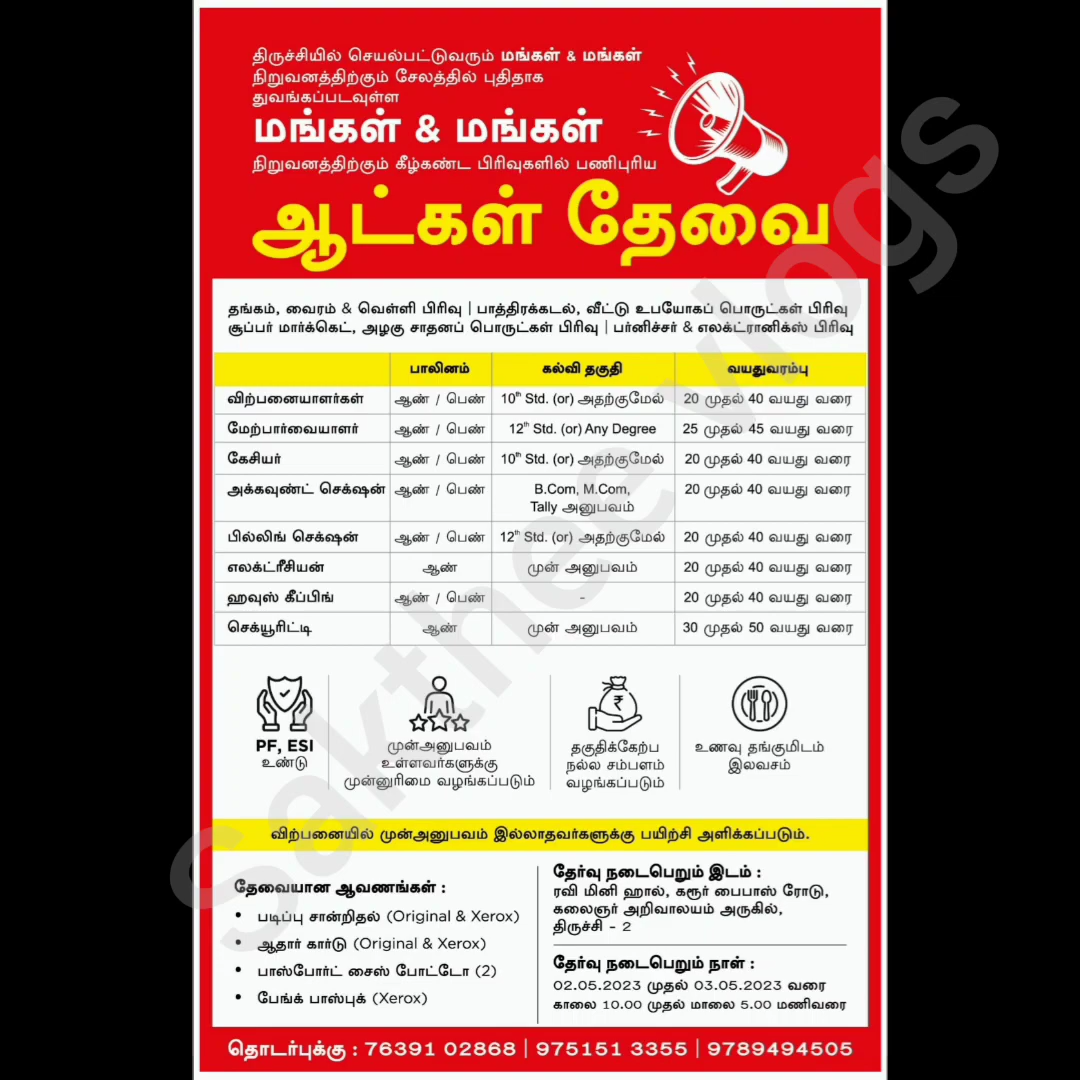 திருச்சியில் செயல்பட்டுவரும் மங்கள் & மங்கள்
நிறுவனத்திற்கும் சேலத்தில் புதிதாக
துவங்கப்படவுள்ள
மங்கள் & மங்கள்
நிறுவனத்திற்கும் கீழ்கண்ட பிரிவுகளில் பணிபுரிய
ஆட்கள் தேவை
தங்கம், வைரம் & வெள்ளி பிரிவு | பாத்திரக்கடல், வீட்டு உபயோகப் பொருட்கள் பிரிவு
சூப்பர் மார்க்கெட், அழகு சாதனப் பொருட்கள் பிரிவு | பர்னிச்சர் & எலக்ட்ரானிக்ஸ் பிரிவு
பாலினம் கல்வி தகுதி வயதுவரம்பு
விற்பனையாளர்கள் ஆண் / பெண் 10th Std. (or) அதற்குமேல் 20 முதல் 40 வயது வரை
மேற்பார்வையாளர் ஆண் / பெண் 12th Std. (or) Any Degree 25 முதல் 45 வயது வரை
கேசியர் ஆண் / பெண் 10th Std. (or) அதற்குமேல் 20 முதல் 40 வயது வரை
அக்கவுண்ட் செக்‌ஷன் ஆண் / பெண் B.Com, M.Com, 20 முதல் 40 வயது வரை
Tally அனுபவம்
பில்லிங் செக்‌ஷன் ஆண் / பெண் 12th Std. (or) அதற்குமேல் 20 முதல் 40 வயது வரை
எலக்ட்ரீசியன் ஆண் முன் அனுபவம் 20 முதல் 40 வயது வரை
ஹவுஸ் கீப்பிங் ஆண் / பெண் - 20 முதல் 40 வயது வரை
செக்யூரிட்டி ஆண் முன் அனுபவம் 30 முதல் 50 வயது வரை
PF, ESI
உண்டு
முன்அனுபவம்
உள்ளவர்களுக்கு
முன்னுரிமை வழங்கப்படும்
தகுதிக்கேற்ப
நல்ல சம்பளம்
வழங்கப்படும்
உணவு தங்குமிடம்
இலவசம்
விற்பனையில் முன்அனுபவம் இல்லாதவர்களுக்கு பயிற்சி அளிக்கப்படும்.
தேவையான ஆவணங்கள் :
• படிப்பு சான்றிதல் (Original & Xerox)
• ஆதார் கார்டு (Original & Xerox)
• பாஸ்போர்ட் சைஸ் போட்டோ (2)
• பேங்க் பாஸ்புக் (Xerox)
தேர்வு நடைபெறும் இடம் :
ரவி மினி ஹால், கரூர் பைபாஸ் ரோடு,
கலைஞர் அறிவாலயம் அருகில்,
திருச்சி - 2
தேர்வு நடைபெறும் நாள் :
02.05.2023 முதல் 03.05.2023 வரை
காலை 10.00 முதல் மாலை 5.00 மணிவரை
தொடர்புக்கு : 76391 02868 | 975151 3355 | 9789494505
Sakthee vlogs